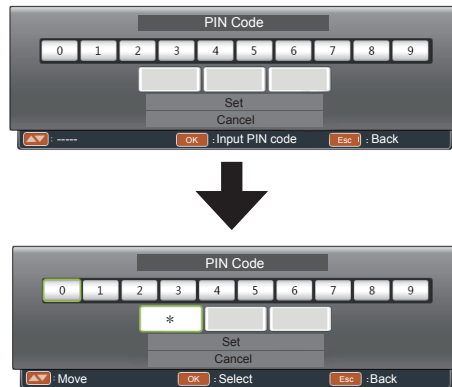 PIN Code
0 1 2 3 4 5 6 7 8 9
Set
Cancel
: ----- OK : Input PIN code Esc : Back
PIN Code
0 1 2 3 4 5 6 7 8 9
*
Set
Cancel
: Move OK : Select Esc : Back